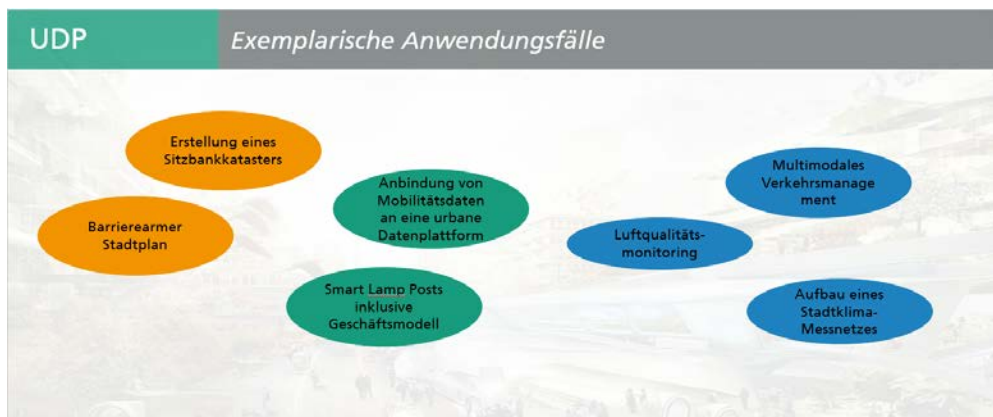 UDP
Exemplarische Anwendungsfälle
Erstellung eines
Sitzbankkatasters
Barrierearmer
Stadtplan
Anbindung von
Mobilitätsdaten
an eine urbane
Datenplattform
Smart Lamp Posts
inklusive
Geschäftsmodell
Luftqualitäts-
monitoring
Multimodales
Verkehrsmanage
ment
Aufbau eines
Stadtklima-
Messnetzes